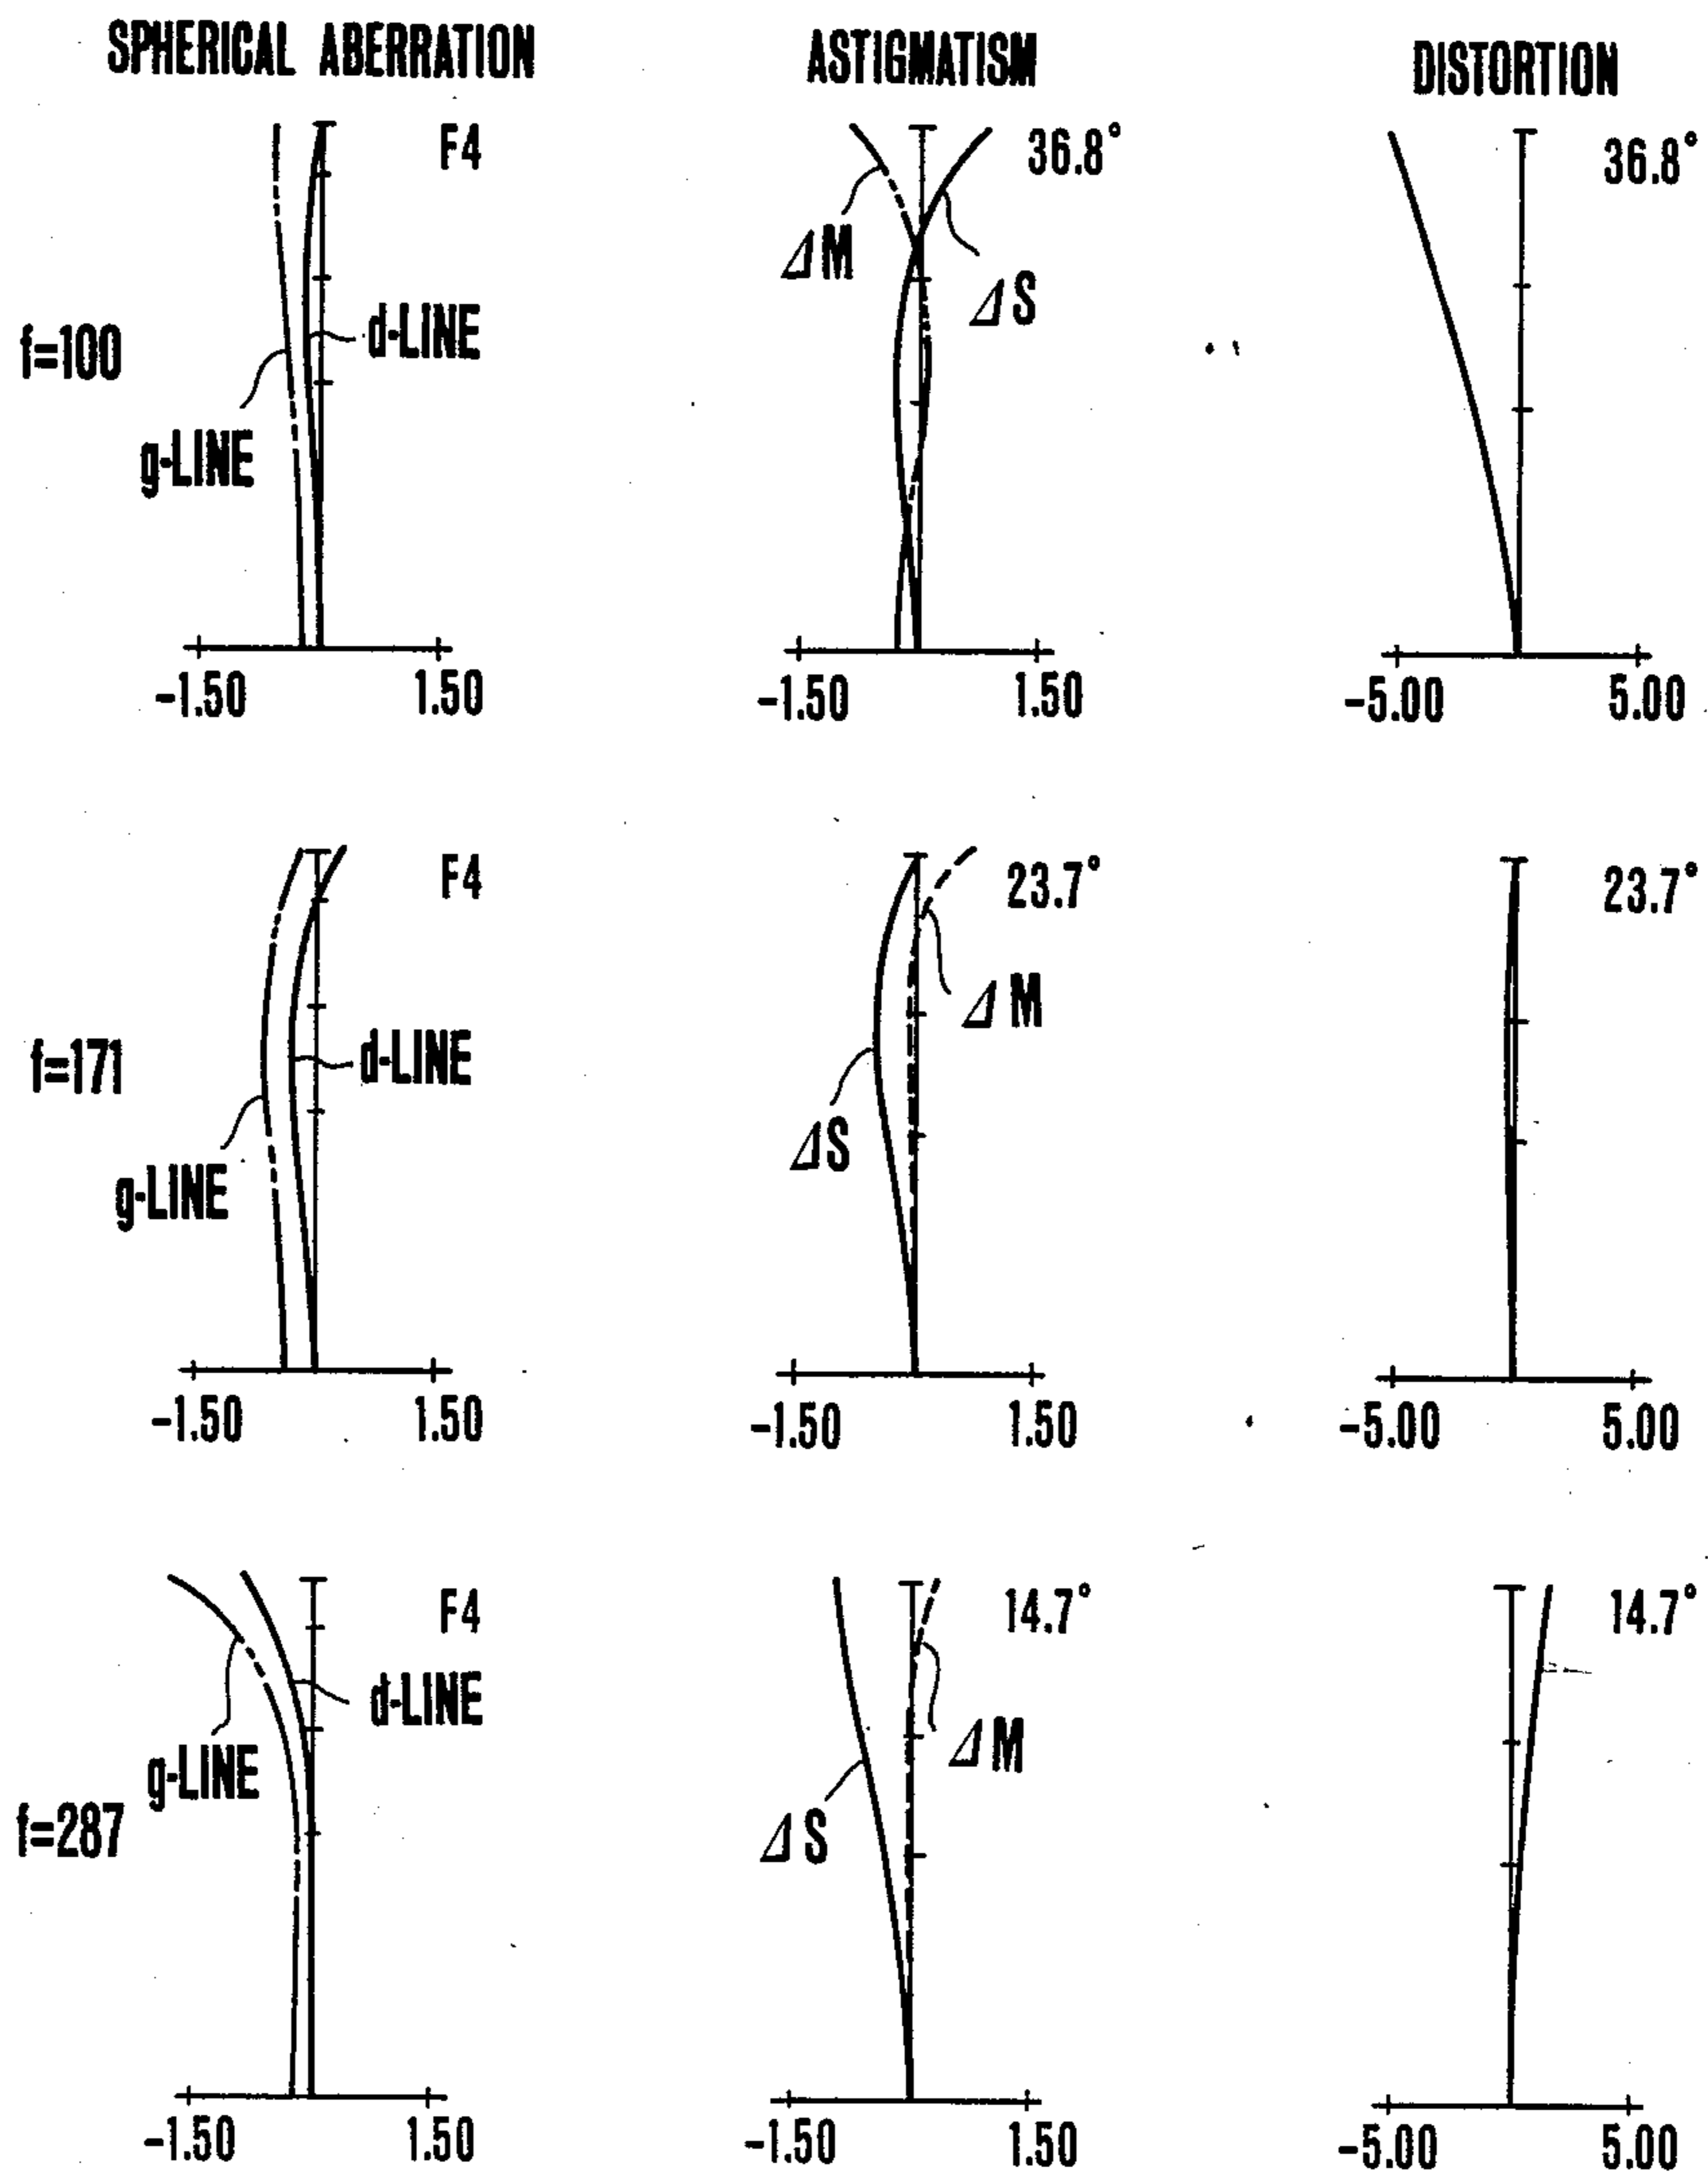 SPHERICAL ABERRATION
ASTIGMATISM
DISTORTION
f=100
F4
d-LINE
g-LINE
-1.50
1.50
36.8°
ΔM
ΔS
-1.50
1.50
36.8°
-5.00
5.00
f=171
F4
d-LINE
g-LINE
-1.50
1.50
23.7°
ΔM
ΔS
-1.50
1.50
23.7°
-5.00
5.00
f=287
F4
d-LINE
g-LINE
-1.50
1.50
14.7°
ΔM
ΔS
-1.50
1.50
14.7°
-5.00
5.00